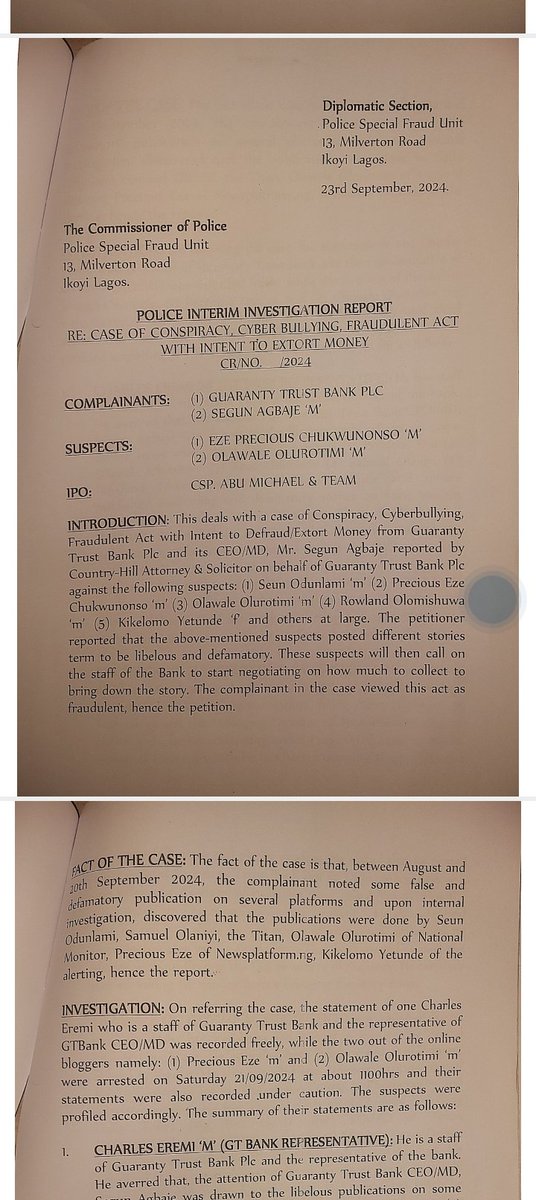 Diplomatic Section,
Police Special Fraud Unit
13, Milverton Road
Ikoyi Lagos.
23rd September, 2024.
The Commissioner of Police
Police Special Fraud Unit
13, Milverton Road
Ikoyi Lagos.
POLICE INTERIM INVESTIGATION REPORT
RE: CASE OF CONSPIRACY, CYBER BULLYING, FRAUDULENT ACT
WITH INTENT TO EXTORT MONEY
CR/NO. /2024
COMPLAINANTS: (1) GUARANTY TRUST BANK PLC
(2) SEGUN AGBAJE 'M'
SUSPECTS: (1) EZE PRECIOUS CHUKWUNONSO 'M'
(2) OLAWALE OLUROTIMI 'M'
IPO: CSP. ABU MICHAEL & TEAM
INTRODUCTION: This deals with a case of Conspiracy, Cyberbullying,
Fraudulent Act with Intent to Defraud/Extort Money from Guaranty
Trust Bank Plc and its CEO/MD, Mr. Segun Agbaje reported by
Country-Hill Attorney & Solicitor on behalf of Guaranty Trust Bank Plc
against the following suspects: (1) Seun Odunlami 'm' (2) Precious Eze
Chukwunonso 'm' (3) Olawale Olurotimi 'm' (4) Rowland Olomishuwa
'm' (5) Kikelomo Yetunde 'f' and others at large. The petitioner
reported that the above-mentioned suspects posted different stories
term to be libelous and defamatory. These suspects will then call on
the staff of the Bank to start negotiating on how much to collect to
bring down the story. The complainant in the case viewed this act as
fraudulent, hence the petition.
FACT OF THE CASE: The fact of the case is that, between August and
20th September 2024, the complainant noted some false and
defamatory publication on several platforms and upon internal
investigation, discovered that the publications were done by Seun
Odunlami, Samuel Olaniyi, the Titan, Olawale Olurotimi of National
Monitor, Precious Eze of Newsplatform.ng, Kikelomo Yetunde of the
alerting, hence the report.
INVESTIGATION: On referring the case, the statement of one Charles
Eremi who is a staff of Guaranty Trust Bank and the representative of
GTBank CEO/MD was recorded freely, while the two out of the online
bloggers namely: (1) Precious Eze 'm' and (2) Olawale Olurotimi 'm'
were arrested on Saturday 21/09/2024 at about 1100hrs and their
statements were also recorded under caution. The suspects were
profiled accordingly. The summary of their statements are as follows:
1. CHARLES EREMI 'M' (GT BANK REPRESENTATIVE): He is a staff
of Guaranty Trust Bank Plc and the representative of the bank.
He averred that, the attention of Guaranty Trust Bank CEO/MD,
Segun Agbaje was drawn to the libelous publications on some